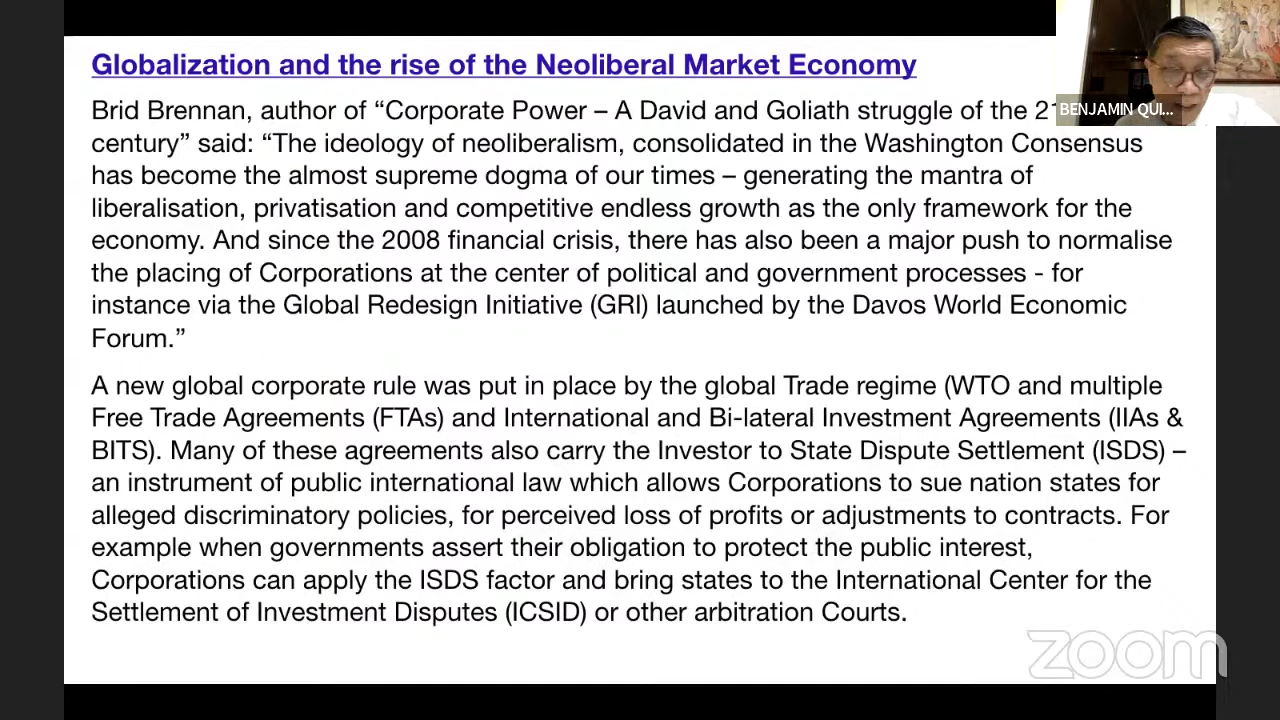 Globalization and the rise of the Neoliberal Market Economy
Brid Brennan, author of “Corporate Power – A David and Goliath struggle of the
BENJAMIN QUI...
century” said: “The ideology of neoliberalism, consolidated in the Washington Consensus
has become the almost supreme dogma of our times – generating the mantra of
liberalisation, privatisation and competitive endless growth as the only framework for the
economy. And since the 2008 financial crisis, there has also been a major push to normalise
the placing of Corporations at the center of political and government processes - for
instance via the Global Redesign Initiative (GRI) launched by the Davos World Economic
Forum.”
A new global corporate rule was put in place by the global Trade regime (WTO and multiple
Free Trade Agreements (FTAs) and International and Bi-lateral Investment Agreements (IIAs &
BITS). Many of these agreements also carry the Investor to State Dispute Settlement (ISDS) –
an instrument of public international law which allows Corporations to sue nation states for
alleged discriminatory policies, for perceived loss of profits or adjustments to contracts. For
example when governments assert their obligation to protect the public interest,
Corporations can apply the ISDS factor and bring states to the International Center for the
Settlement of Investment Disputes (ICSID) or other arbitration Courts.
zoom